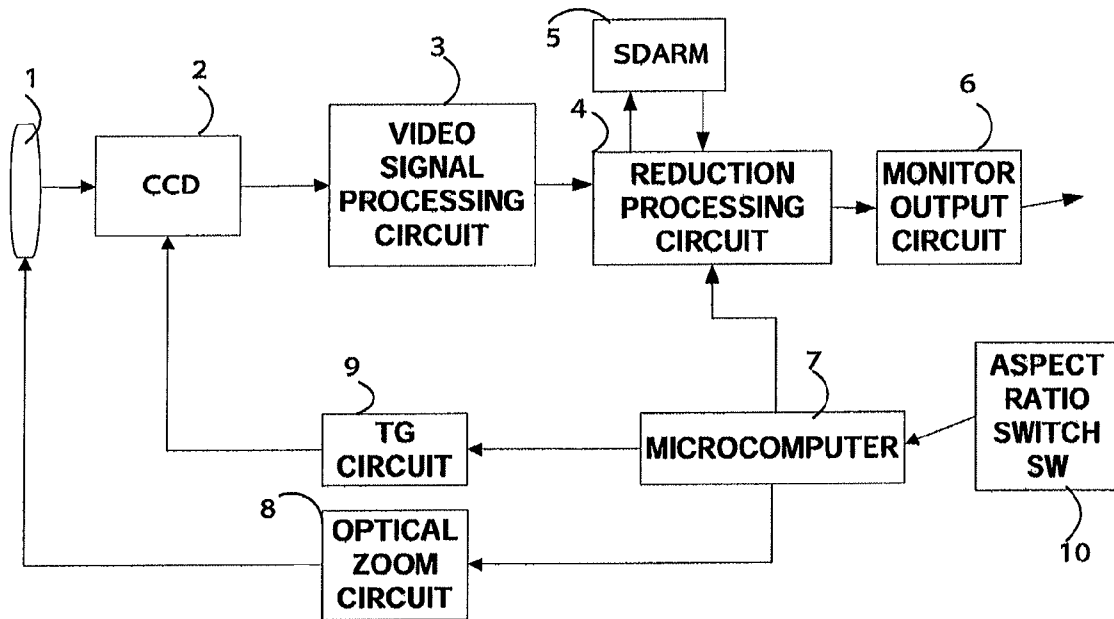 5
SDARM
3
1
2
4
6
VIDEO
SIGNAL
PROCESSING
CIRCUIT
CCD
REDUCTION
PROCESSING
CIRCUIT
MONITOR
OUTPUT
CIRCUIT
9
7
TG
CIRCUIT
MICROCOMPUTER
ASPECT
RATIO
SWITCH
SW
8
OPTICAL
ZOOM
CIRCUIT
10